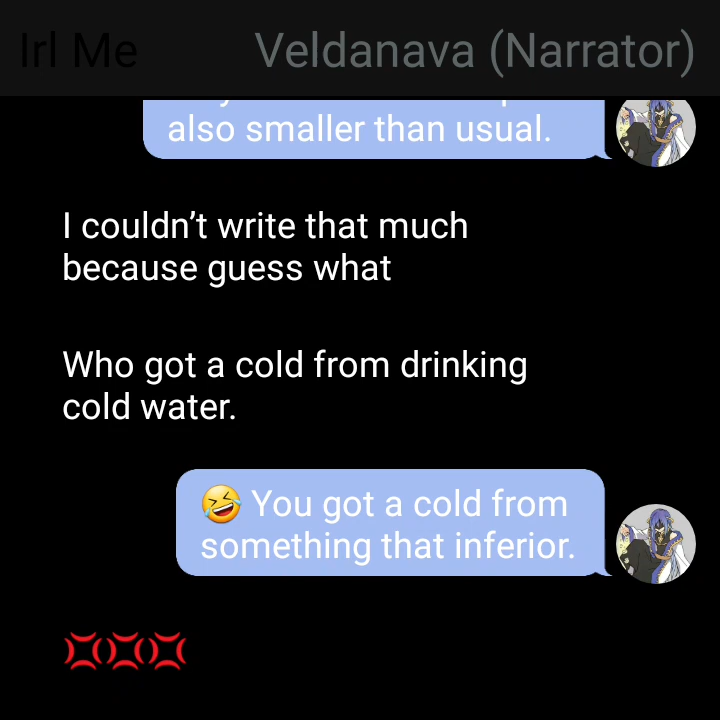 Irl Me
Veldanava (Narrator)
also smaller than usual.
I couldn’t write that much
because guess what
Who got a cold from drinking
cold water.
🤣 You got a cold from
something that inferior.
💢💢💢